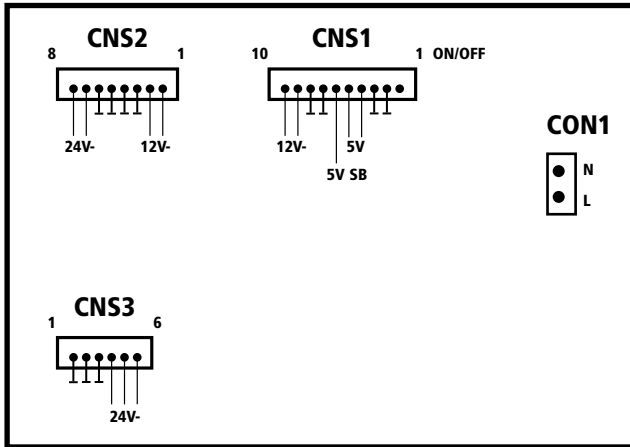 CNS2
8 1
24V- 12V-
CNS1
10 1 ON/OFF
12V- 5V
5V SB
CON1
N
L
CNS3
1 6
24V-